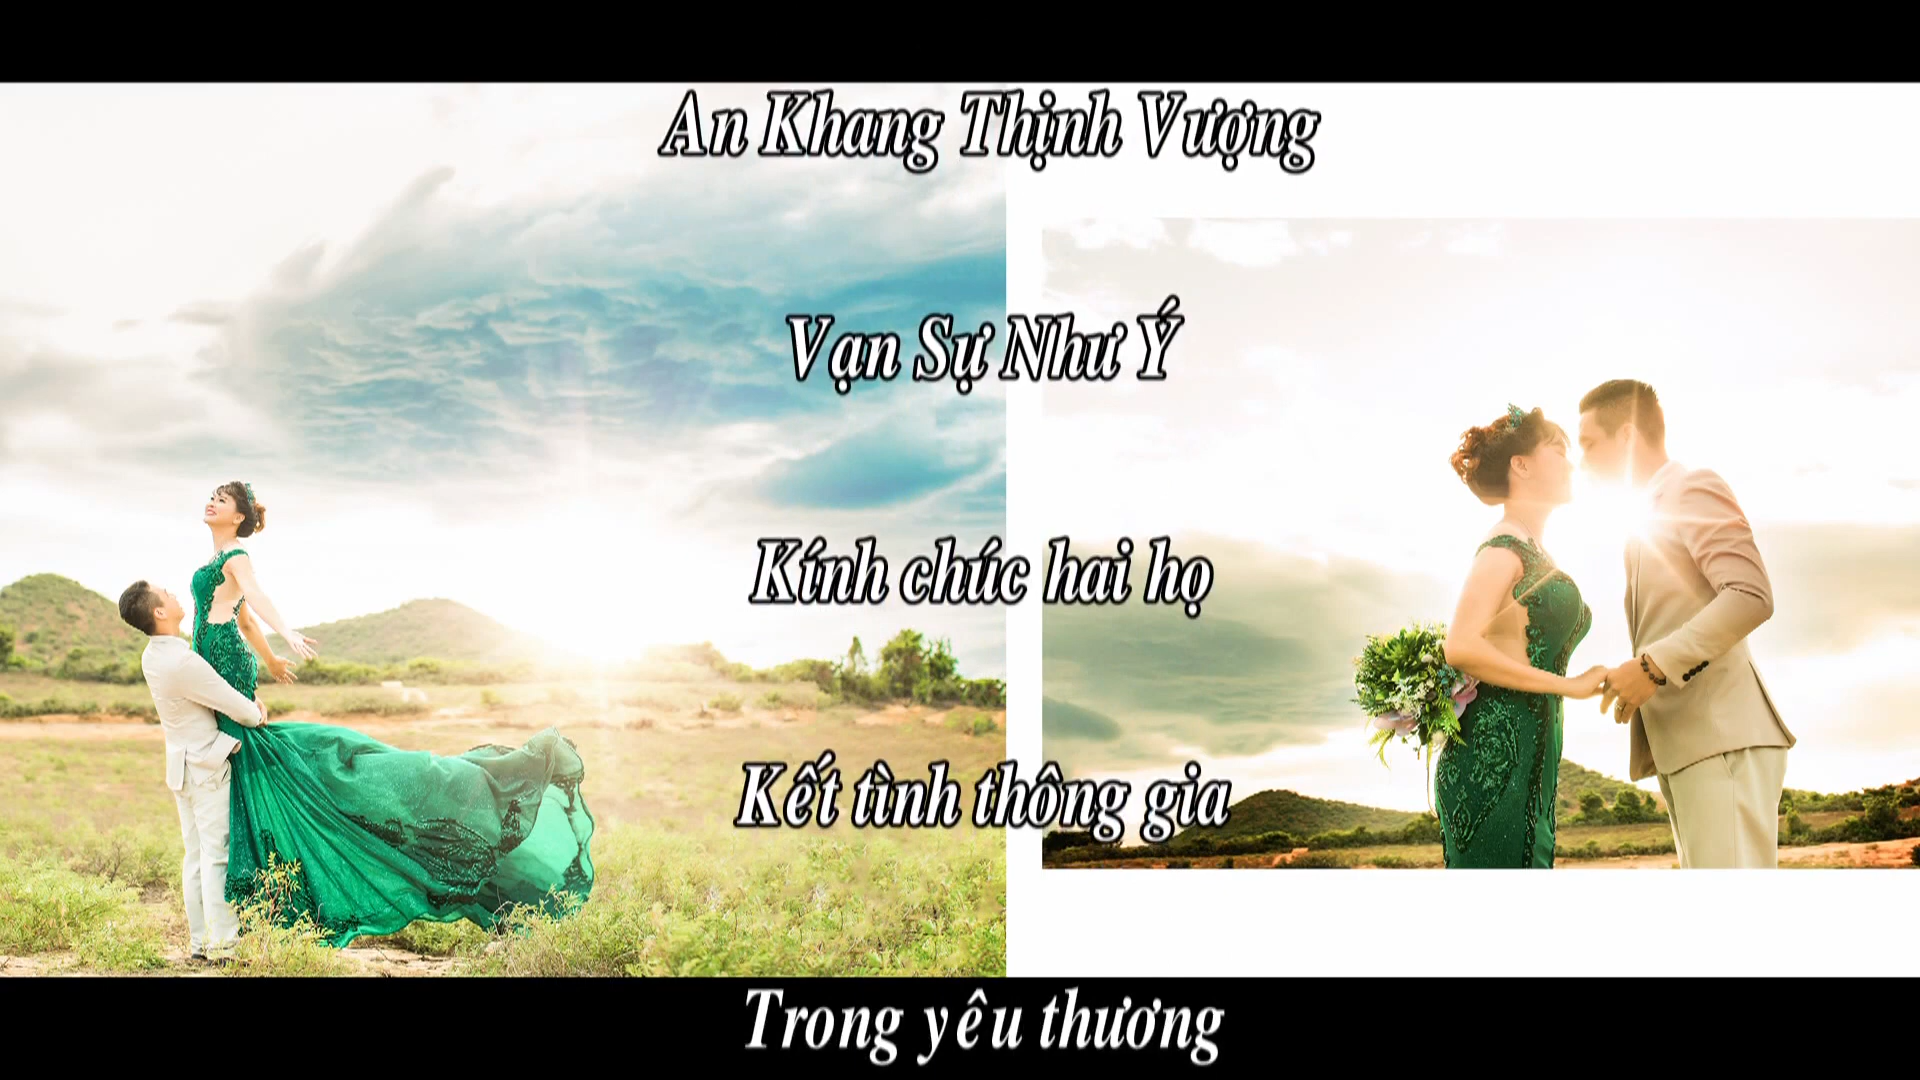 An Khang Thịnh Vượng
Vạn Sự Như Ý
Kính chúc hai họ
Kết tình thông gia
Trong yêu thương